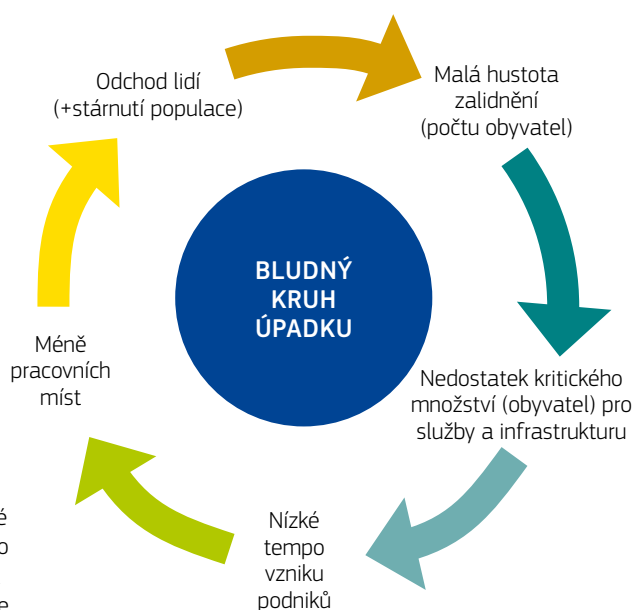 Odchod lidí
(+stárnutí populace)
Malá hustota
zalidnění
(počtu obyvatel)
BLUDNÝ
KRUH
ÚPADKU
Méně
pracovních
míst
Nedostatek kritického
množství (obyvatel) pro
služby a infrastrukturu
Nízké
tempo
vzniku
podniků